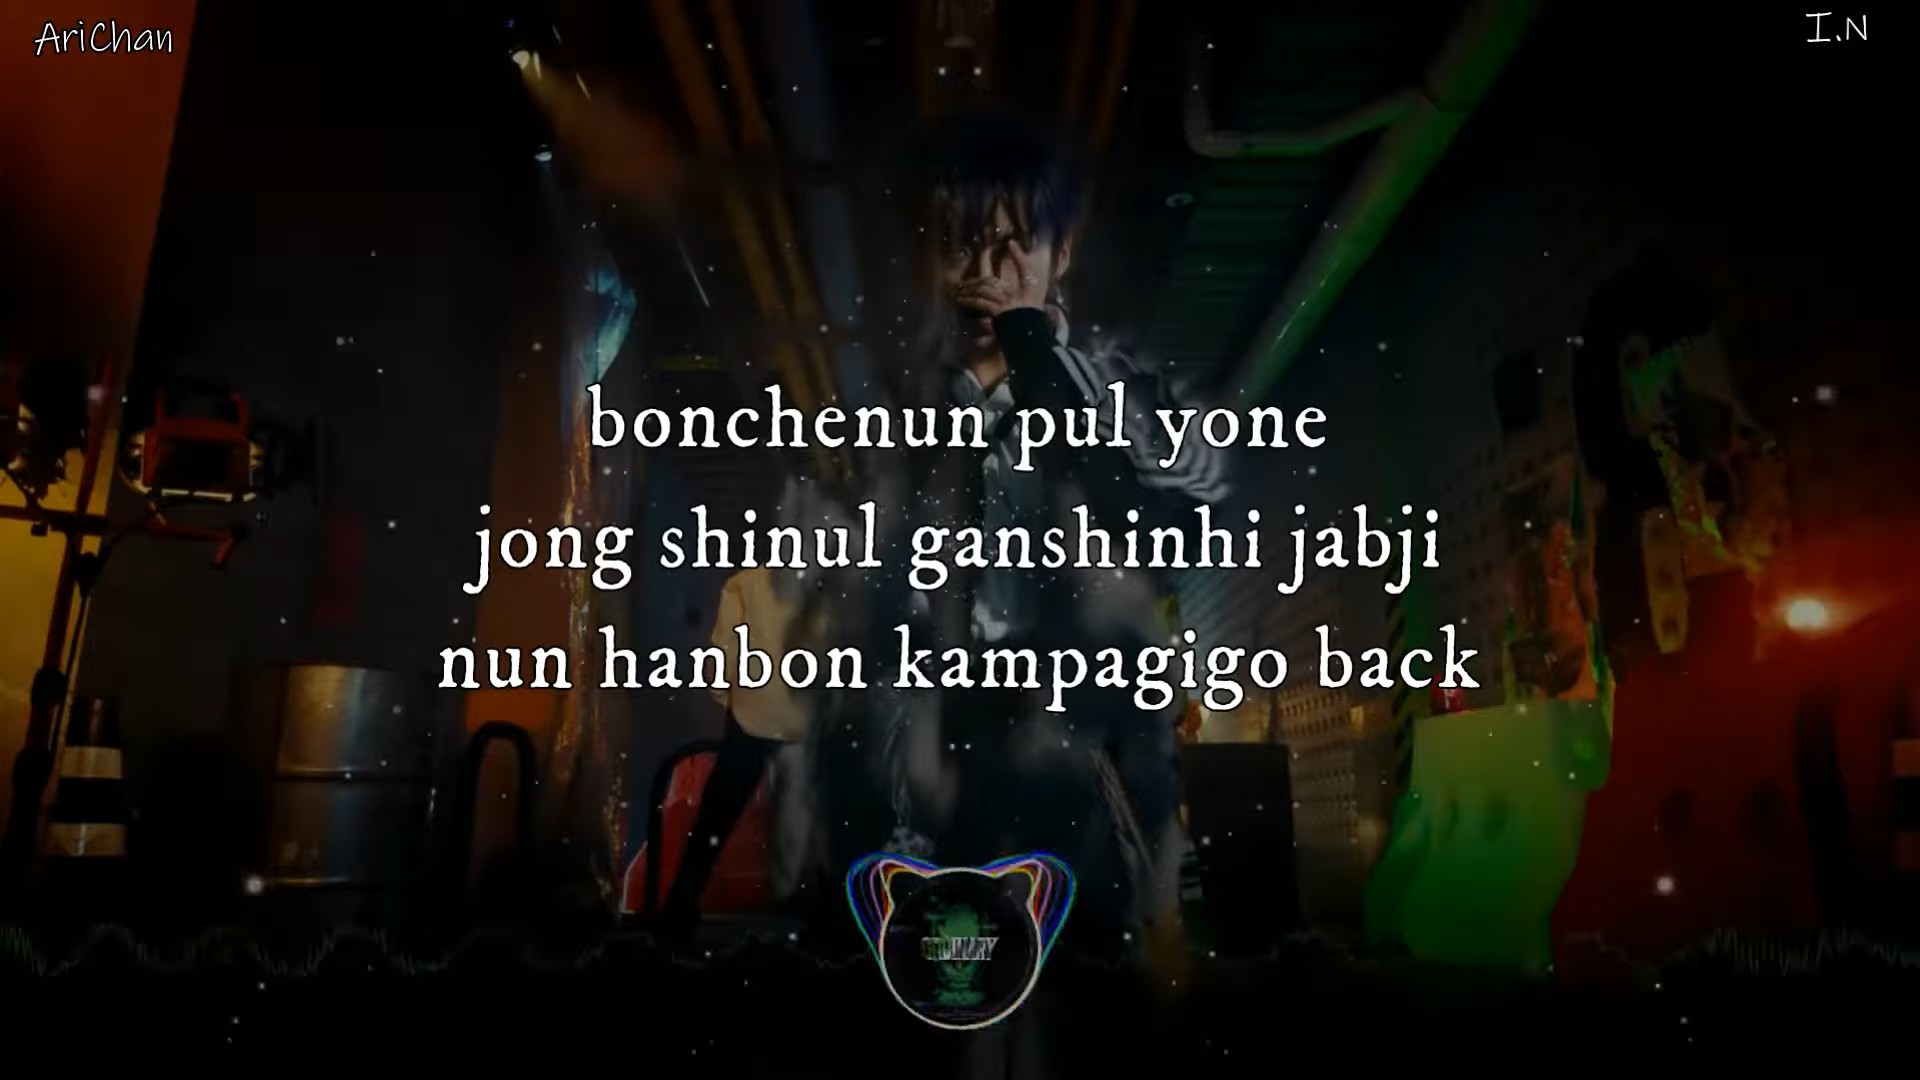 AriChan
I.N
bonchenun pul yone
jong shinul ganshinhi jabji
nun hanbon kampagigo back